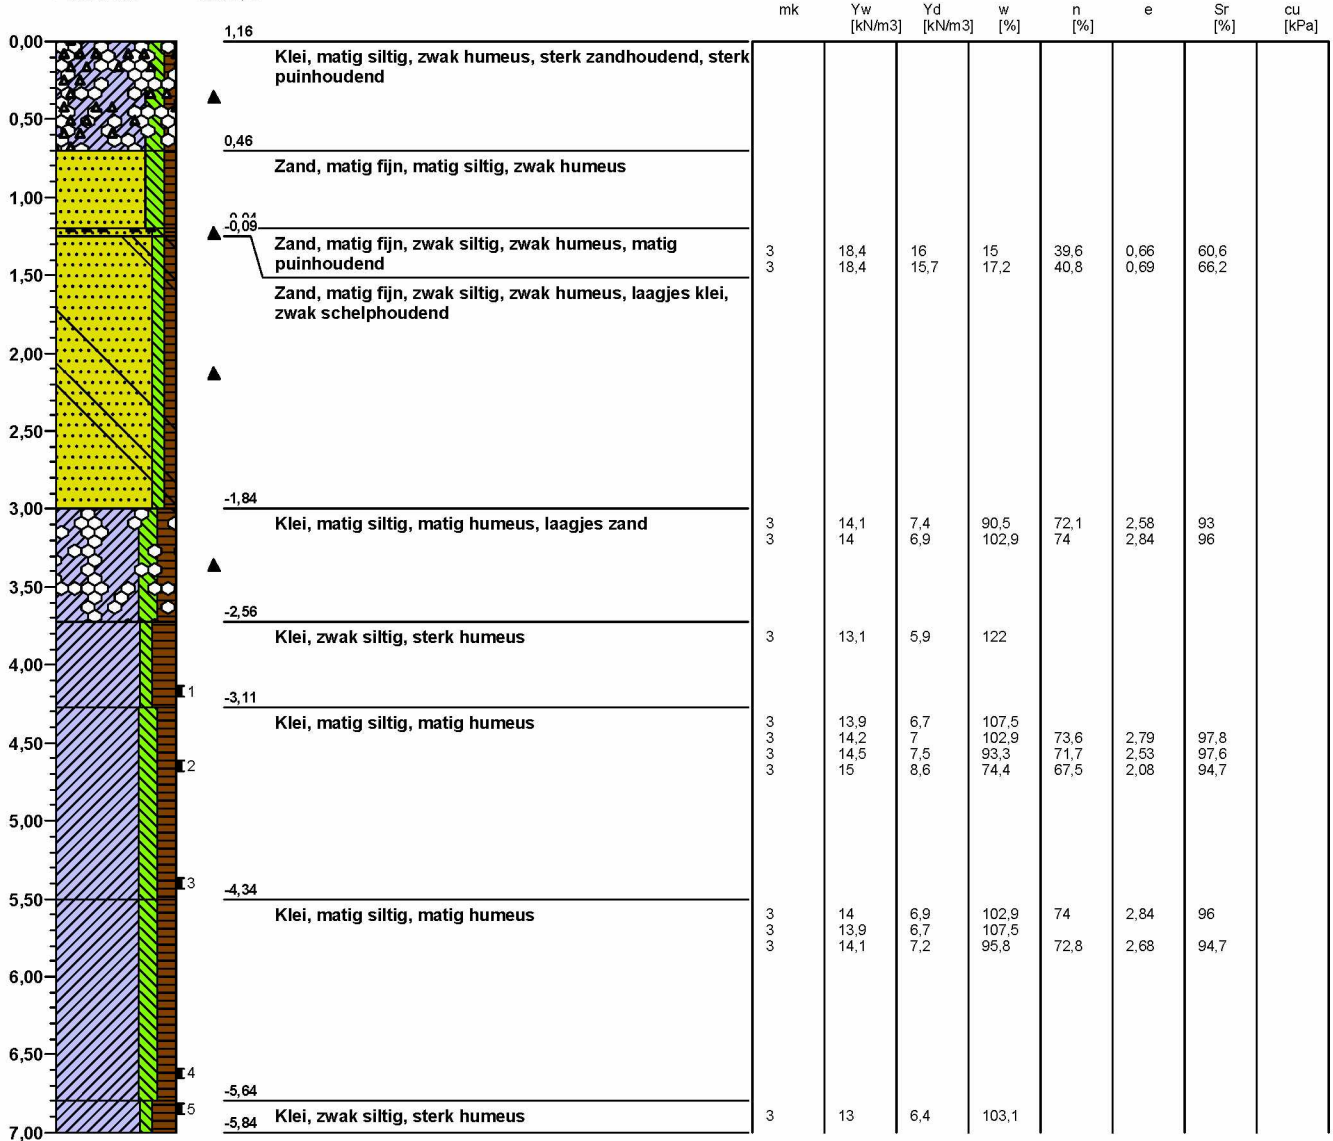 mk Yw w n e Sr cu
[kN/m3] [kN/m3] [%] [%] [%] [kPa]
Yd
0,00
1,16
Klei, matig siltig, zwak humeus, sterk zandhoudend, sterk
puinhoudend
0,50
0,46
Zand, matig fijn, matig siltig, zwak humeus
1,00
-0,09
Zand, matig fijn, zwak siltig, zwak humeus, matig
puinhoudend
3 18,4 16 15 39,6 0,66 60,6
3 18,4 15,7 17,2 40,8 0,69 66,2
1,50
Zand, matig fijn, zwak siltig, zwak humeus, laagjes klei,
zwak schelphoudend
2,00
2,50
-1,84
3,00
Klei, matig siltig, matig humeus, laagjes zand
3 14,1 7,4 90,5 72,1 2,58 93
3 14 6,9 102,9 74 2,84 96
3,50
-2,56
Klei, zwak siltig, sterk humeus
3 13,1 5,9 122
4,00
1
-3,11
Klei, matig siltig, matig humeus
3 13,9 6,7 107,5
3 14,2 7 102,9 73,6 2,79 97,8
4,50
3 14,5 7,5 93,3 71,7 2,53 97,6
2
3 15 8,6 74,4 67,5 2,08 94,7
5,00
3
-4,34
5,50
Klei, matig siltig, matig humeus
3 14 6,9 102,9 74 2,84 96
3 13,9 6,7 107,5
3 14,1 7,2 95,8 72,8 2,68 94,7
6,00
6,50
4
-5,64
5
Klei, zwak siltig, sterk humeus
3 13 6,4 103,1
-5,84
7,00